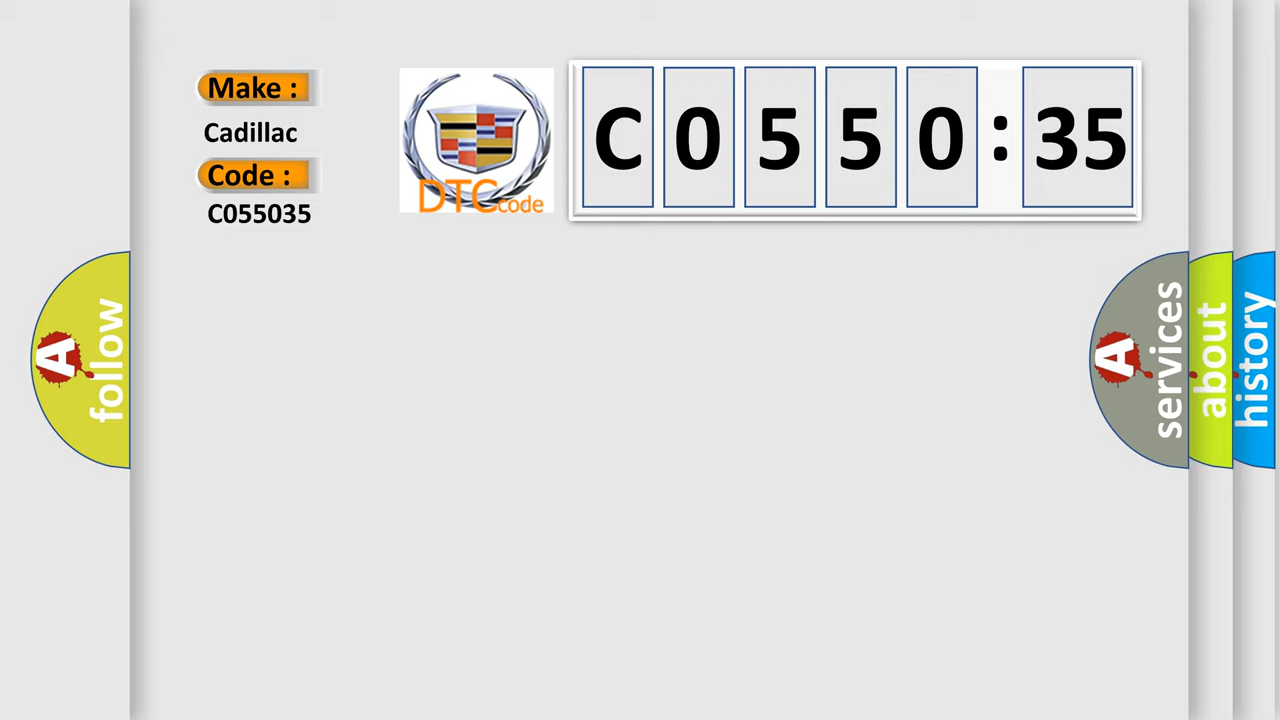 Make :
Cadillac
Code :
C055035
DTCcode
C 0 5 5 0 : 35
A follow
A services
about
history